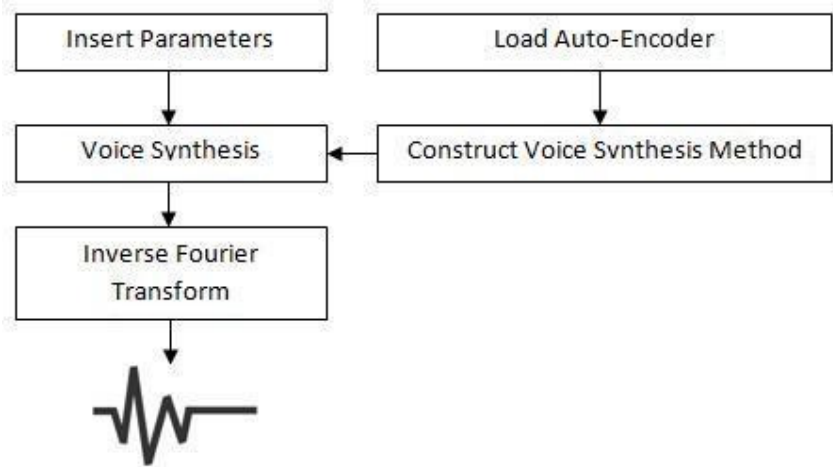 Insert Parameters
Load Auto-Encoder
Voice Synthesis
Construct Voice Synthesis Method
Inverse Fourier
Transform